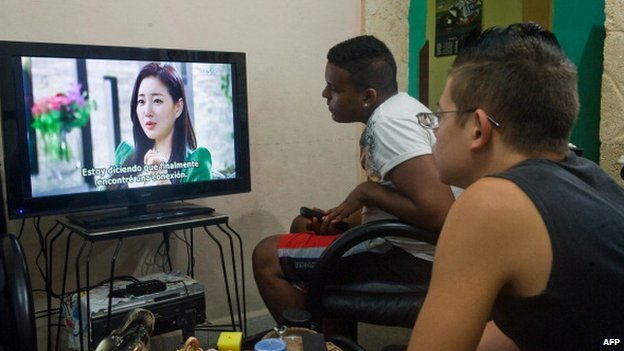 Estoy diciendo que finalmente
encontré una conexión.
AFP